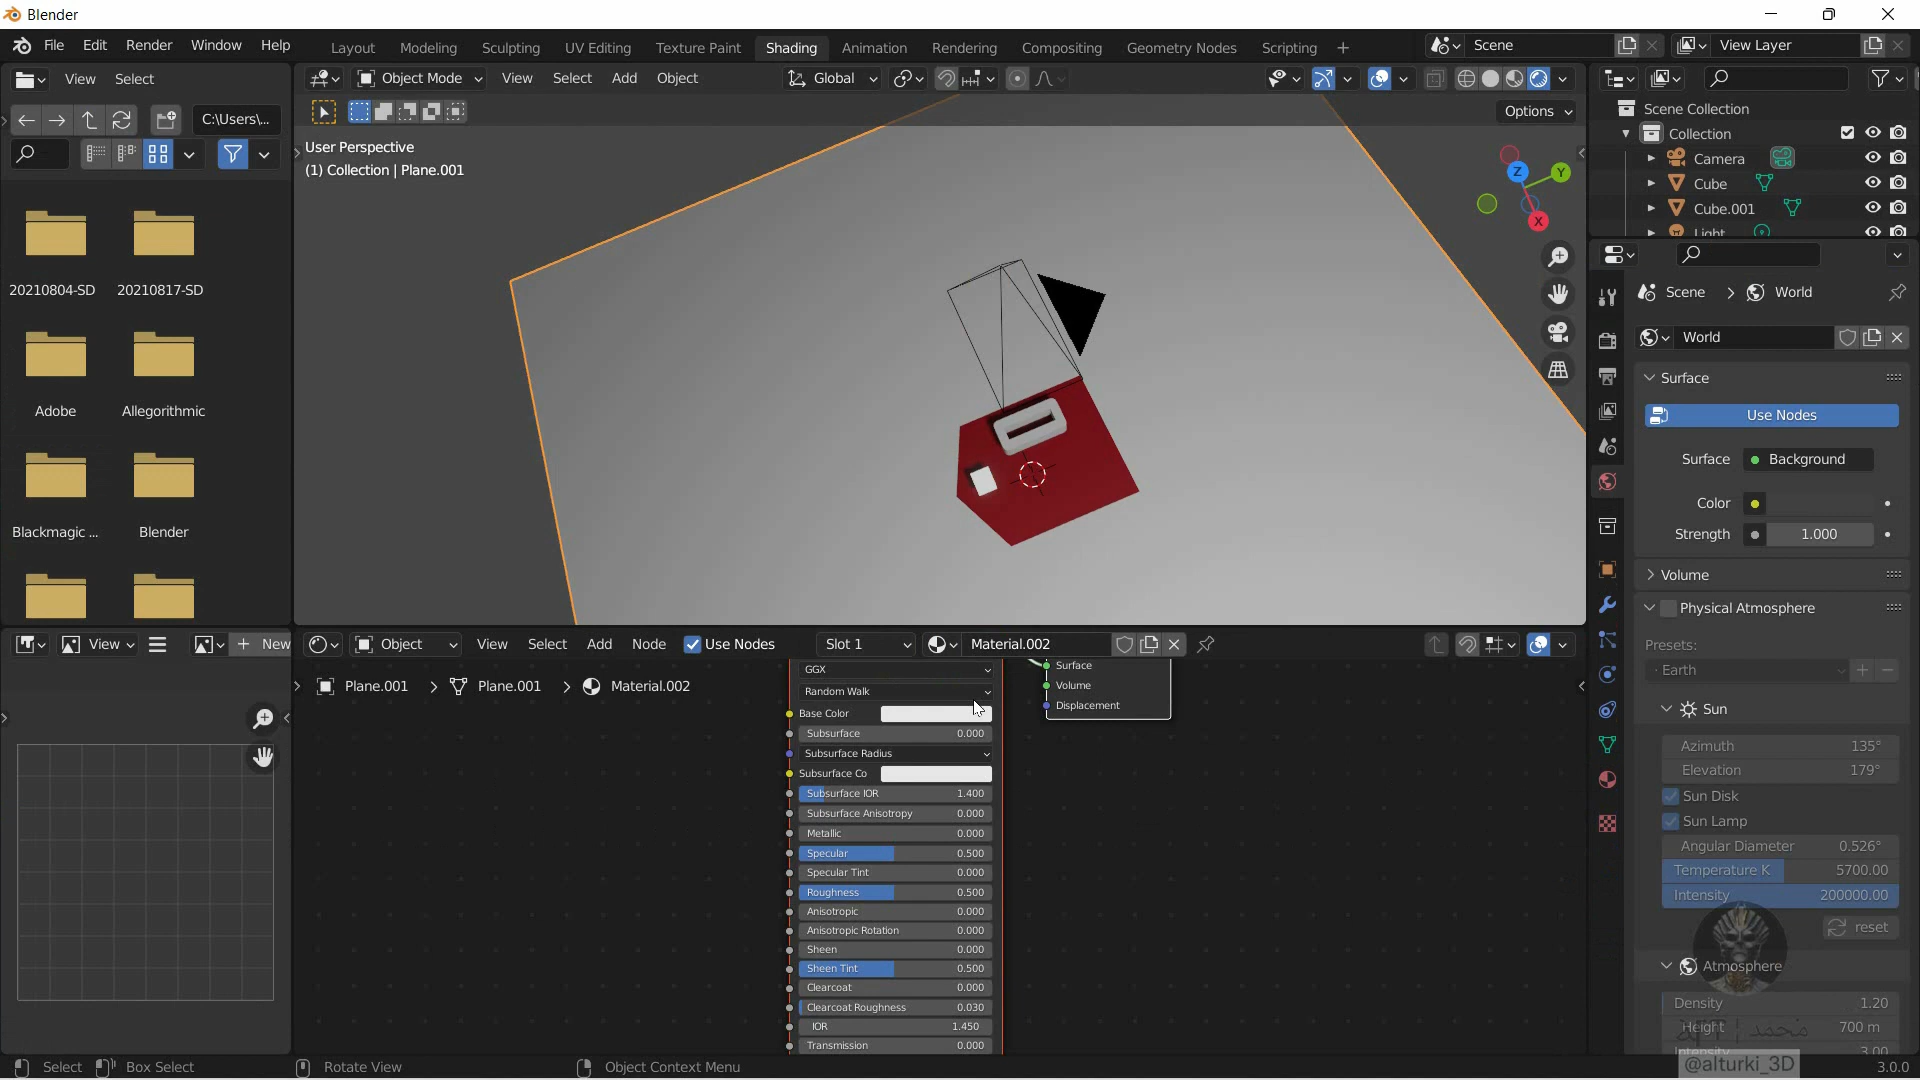 Blender
File Edit Render Window Help
Layout Modeling Sculpting UV Editing Texture Paint Shading Animation Rendering Compositing Geometry Nodes Scripting
Scene
View Layer
View Select
Object Mode View Select Add Object
Global
C:\Users\...
Options
User Perspective
(1) Collection | Plane.001
Z
Y
X
Scene Collection
Collection
Camera
Cube
Cube.001
Light
20210804-SD 20210817-SD
Adobe Allegorithmic
Blackmagic ... Blender
Scene World
World
Surface
Use Nodes
Surface Background
Color
Strength 1.000
Volume
Physical Atmosphere
Presets:
Earth
Sun
Azimuth 135°
Elevation 179°
Sun Disk
Sun Lamp
Angular Diameter 0.526°
Temperature K 5700.00
Intensity 200000.00
reset
Atmosphere
Density 1.20
Height 700 m
Intensity 3.00
View New
Object View Select Add Node Use Nodes Slot 1 Material.002
Plane.001 Plane.001 Material.002
GGX
Random Walk
Base Color
Subsurface 0.000
Subsurface Radius
Subsurface Co
Subsurface IOR 1.400
Subsurface Anisotropy 0.000
Metallic 0.000
Specular 0.500
Specular Tint 0.000
Roughness 0.500
Anisotropic 0.000
Anisotropic Rotation 0.000
Sheen 0.000
Sheen Tint 0.500
Clearcoat 0.000
Clearcoat Roughness 0.030
IOR 1.450
Transmission 0.000
Surface
Volume
Displacement
Select Box Select Rotate View Object Context Menu
@alturki_3D
3.0.0